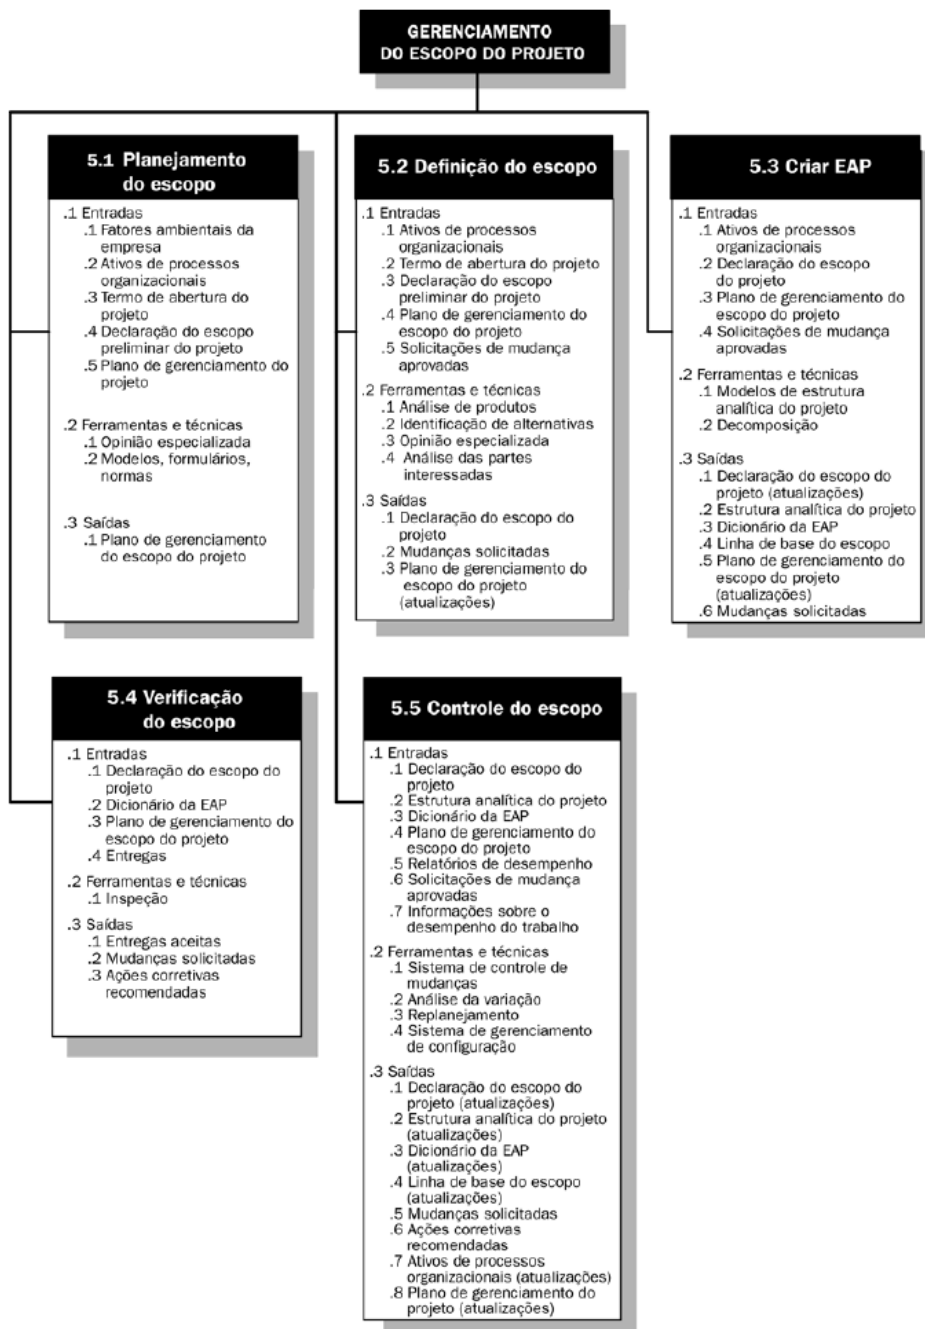 GERENCIAMENTO
DO ESCOPO DO PROJETO
5.1 Planejamento
do escopo
.1 Entradas
.1 Fatores ambientais da
empresa
.2 Ativos de processos
organizacionais
.3 Termo de abertura do
projeto
.4 Declaração do escopo
preliminar do projeto
.5 Plano de gerenciamento do
projeto
.2 Ferramentas e técnicas
.1 Opinião especializada
.2 Modelos, formulários,
normas
.3 Saídas
.1 Plano de gerenciamento
do escopo do projeto
5.2 Definição do escopo
.1 Entradas
.1 Ativos de processos
organizacionais
.2 Termo de abertura do projeto
.3 Declaração do escopo
preliminar do projeto
.4 Plano de gerenciamento do
escopo do projeto
.5 Solicitações de mudança
aprovadas
.2 Ferramentas e técnicas
.1 Análise de produtos
.2 Identificação de alternativas
.3 Opinião especializada
.4 Análise das partes
interessadas
.3 Saídas
.1 Declaração do escopo do
projeto
.2 Mudanças solicitadas
.3 Plano de gerenciamento do
escopo do projeto
(atualizações)
5.3 Criar EAP
.1 Entradas
.1 Ativos de processos
organizacionais
.2 Declaração do escopo
do projeto
.3 Plano de gerenciamento do
escopo do projeto
.4 Solicitações de mudança
aprovadas
.2 Ferramentas e técnicas
.1 Modelos de estrutura
analítica do projeto
.2 Decomposição
.3 Saídas
.1 Declaração do escopo do
projeto (atualizações)
.2 Estrutura analítica do projeto
.3 Dicionário da EAP
.4 Linha de base do escopo
.5 Plano de gerenciamento do
escopo do projeto
(atualizações)
.6 Mudanças solicitadas
5.4 Verificação
do escopo
.1 Entradas
.1 Declaração do escopo do
projeto
.2 Dicionário da EAP
.3 Plano de gerenciamento do
escopo do projeto
.4 Entregas
.2 Ferramentas e técnicas
.1 Inspeção
.3 Saídas
.1 Entregas aceitas
.2 Mudanças solicitadas
.3 Ações corretivas
recomendadas
5.5 Controle do escopo
.1 Entradas
.1 Declaração do escopo do
projeto
.2 Estrutura analítica do projeto
.3 Dicionário da EAP
.4 Plano de gerenciamento do
escopo do projeto
.5 Relatórios de desempenho
.6 Solicitações de mudança
aprovadas
.7 Informações sobre o
desempenho do trabalho
.2 Ferramentas e técnicas
.1 Sistema de controle de
mudanças
.2 Análise da variação
.3 Replanejamento
.4 Sistema de gerenciamento
de configuração
.3 Saídas
.1 Declaração do escopo do
projeto (atualizações)
.2 Estrutura analítica do projeto
(atualizações)
.3 Dicionário da EAP
(atualizações)
.4 Linha de base do escopo
(atualizações)
.5 Mudanças solicitadas
.6 Ações corretivas
recomendadas
.7 Ativos de processos
organizacionais (atualizações)
.8 Plano de gerenciamento do
projeto (atualizações)